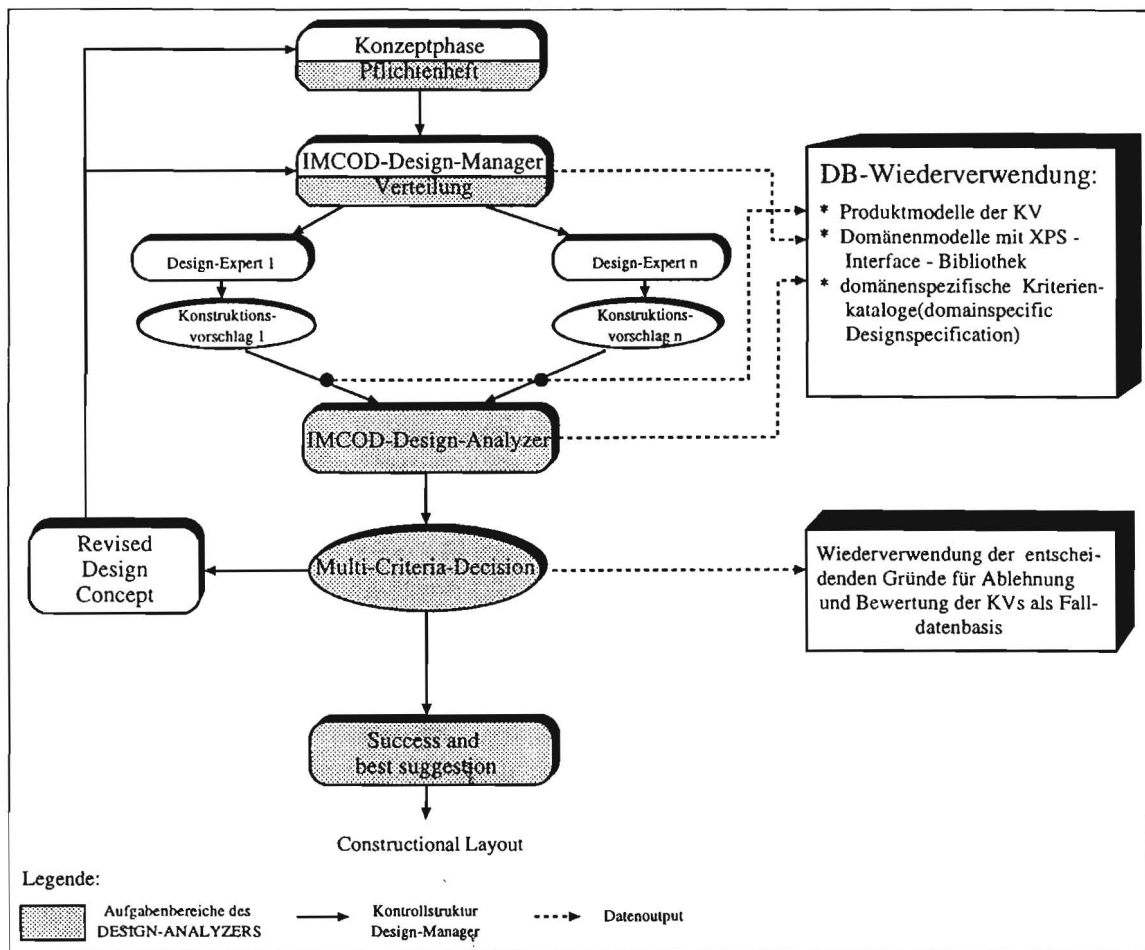 Konzeptphase
Pflichtenheft
IMCOD-Design-Manager
Verteilung
Design-Expert 1
Design-Expert n
Konstruktions-
vorschlag 1
Konstruktions-
vorschlag n
IMCOD-Design-Analyzer
Multi-Criteria-Decision
Revised
Design
Concept
Success and
best suggestion
Constructional Layout
DB-Wiederverwendung:
* Produktmodelle der KV
* Domänenmodelle mit XPS -
Interface - Bibliothek
* domänenspezifische Kriterien-
kataloge(domainspecific
Designspecification)
Wiederverwendung der entschei-
denden Gründe für Ablehnung
und Bewertung der KVs als Fall-
datenbasis
Legende:
Aufgabenbereiche des
DESIGN-ANALYZERS
Kontrollstruktur
Design-Manager
Datenoutput